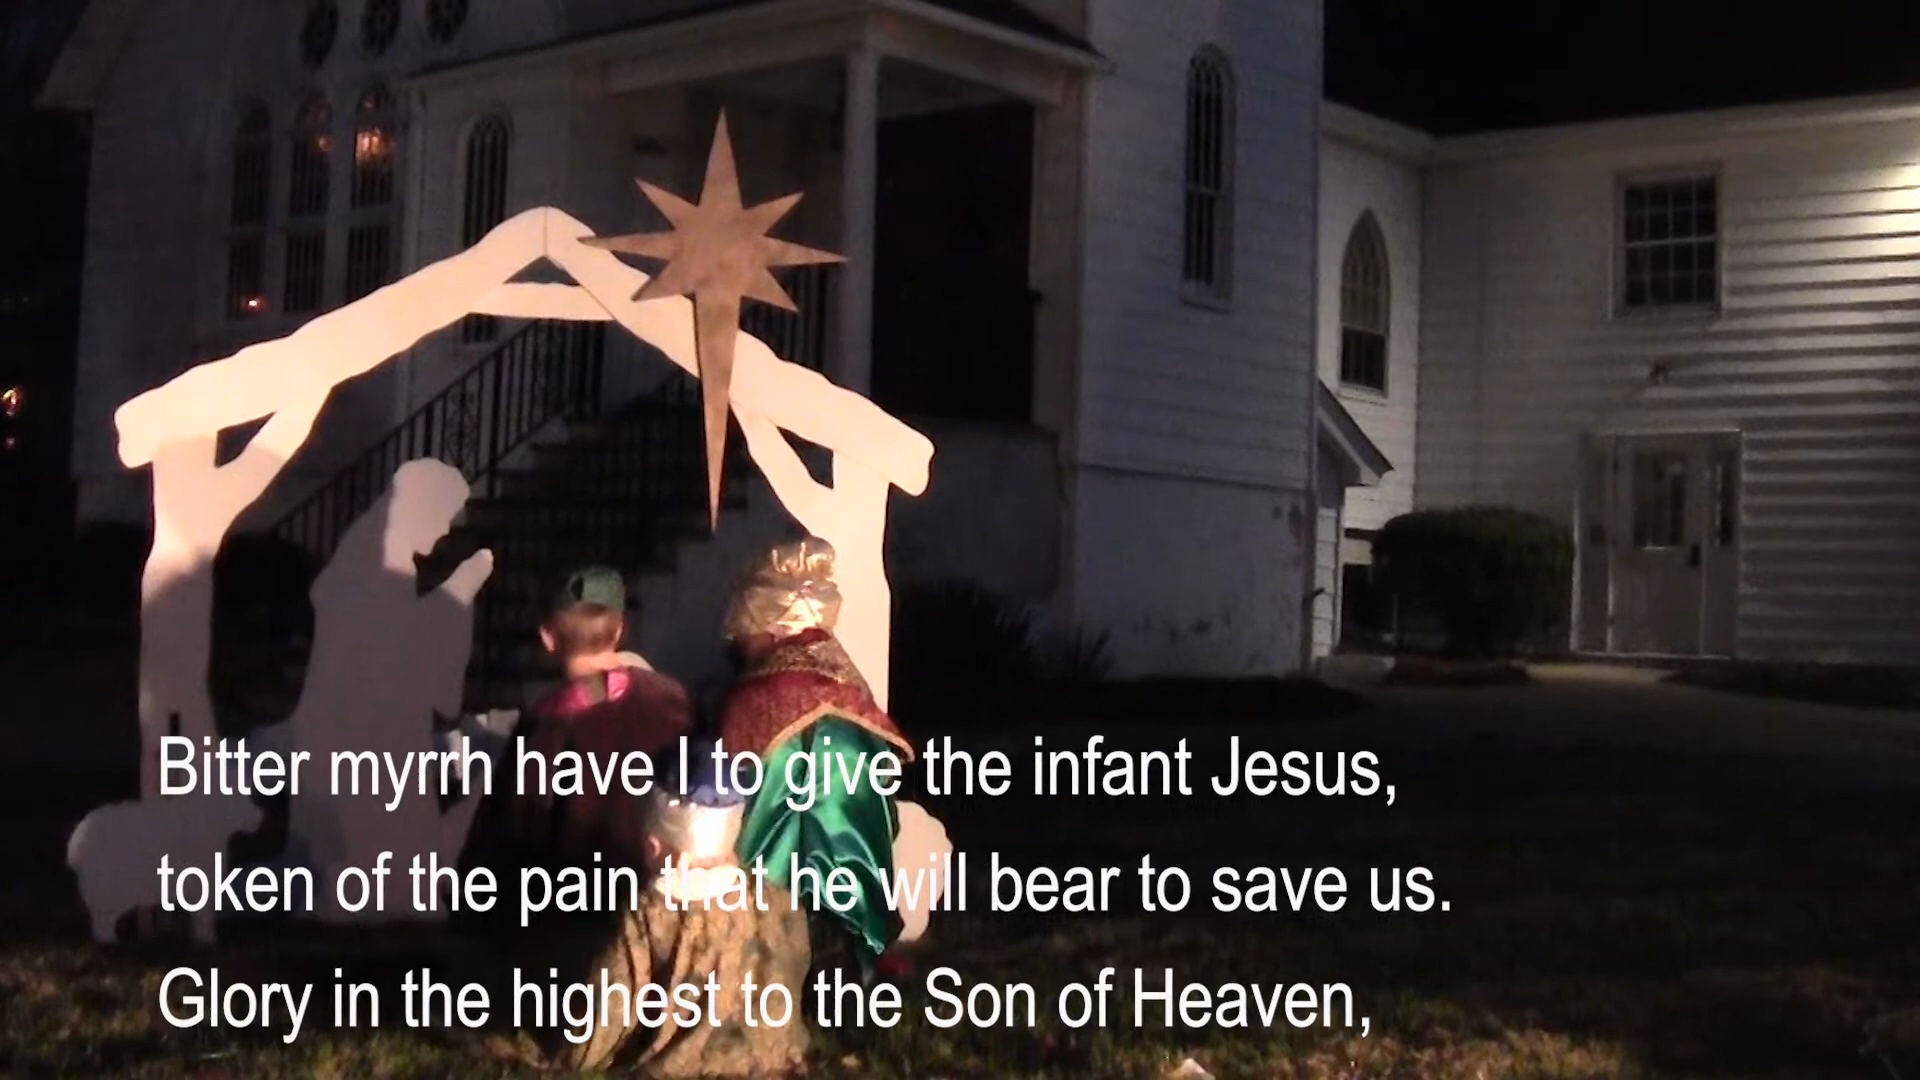 Bitter myrrh have I to give the infant Jesus,
token of the pain that he will bear to save us.
Glory in the highest to the Son of Heaven,